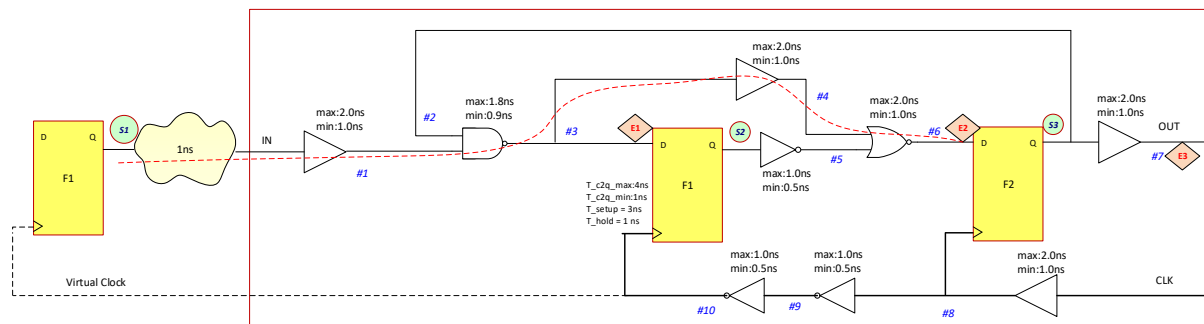 max:2.0ns
min:1.0ns
#4
max:1.8ns
min:0.9ns
#2
#3
max:2.0ns
min:1.0ns
IN
#1
S1
1ns
D Q
F1
E1
D Q
F1
S2
T_c2q_max:4ns
T_c2q_min:1ns
T_setup = 3ns
T_hold = 1 ns
max:1.0ns
min:0.5ns
#5
max:2.0ns
min:1.0ns
#6
E2
D Q
F2
S3
max:2.0ns
min:1.0ns
OUT
#7
E3
Virtual Clock
max:1.0ns
min:0.5ns
#10
max:1.0ns
min:0.5ns
#9
#8
max:2.0ns
min:1.0ns
CLK